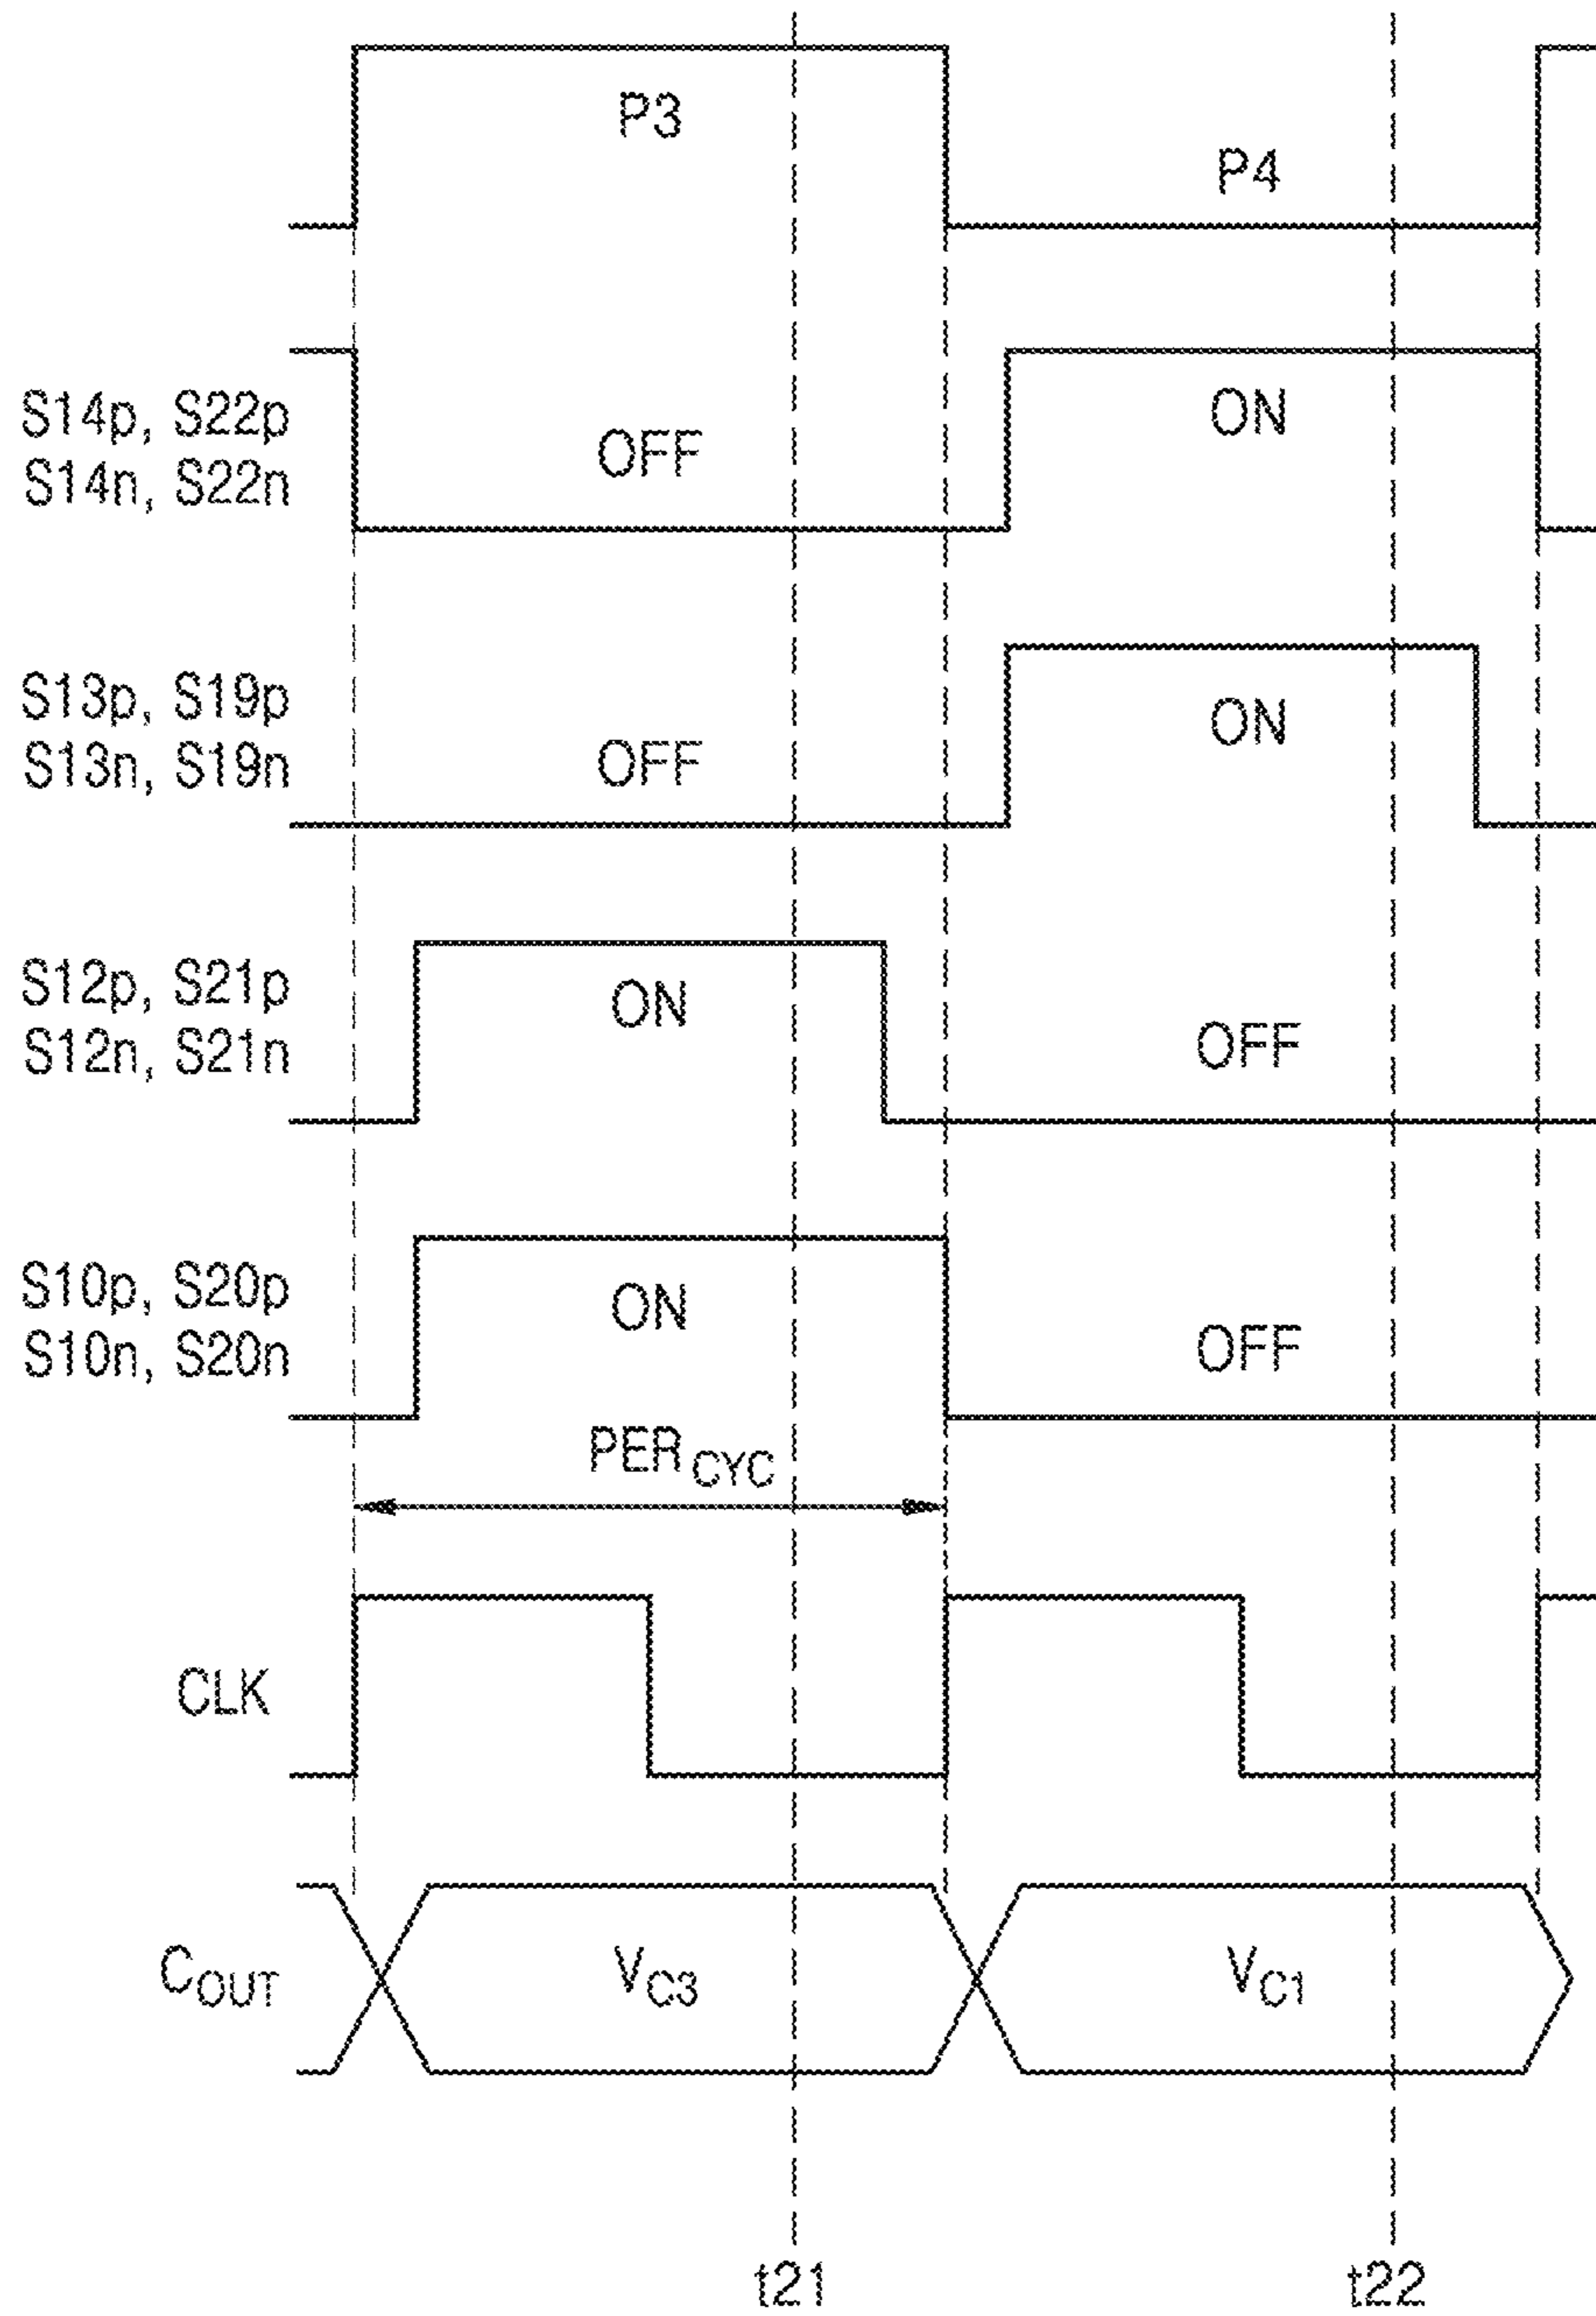 P3
P4
S14p, S22p
S14n, S22n
OFF
ON
S13p, S19p
S13n, S19n
OFF
ON
S12p, S21p
S12n, S21n
ON
OFF
S10p, S20p
S10n, S20n
ON
OFF
PERCYC
CLK
COUT
VC3
VC1
t21
t22